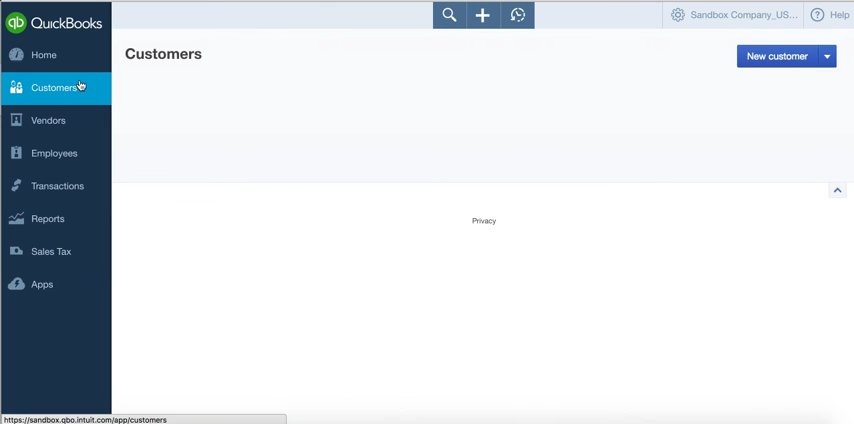 qb QuickBooks
Sandbox Company_US...
Help
Home
Customers
Vendors
Employees
Transactions
Reports
Sales Tax
Apps
Customers
New customer
Privacy
https://sandbox.qbo.intuit.com/app/customers